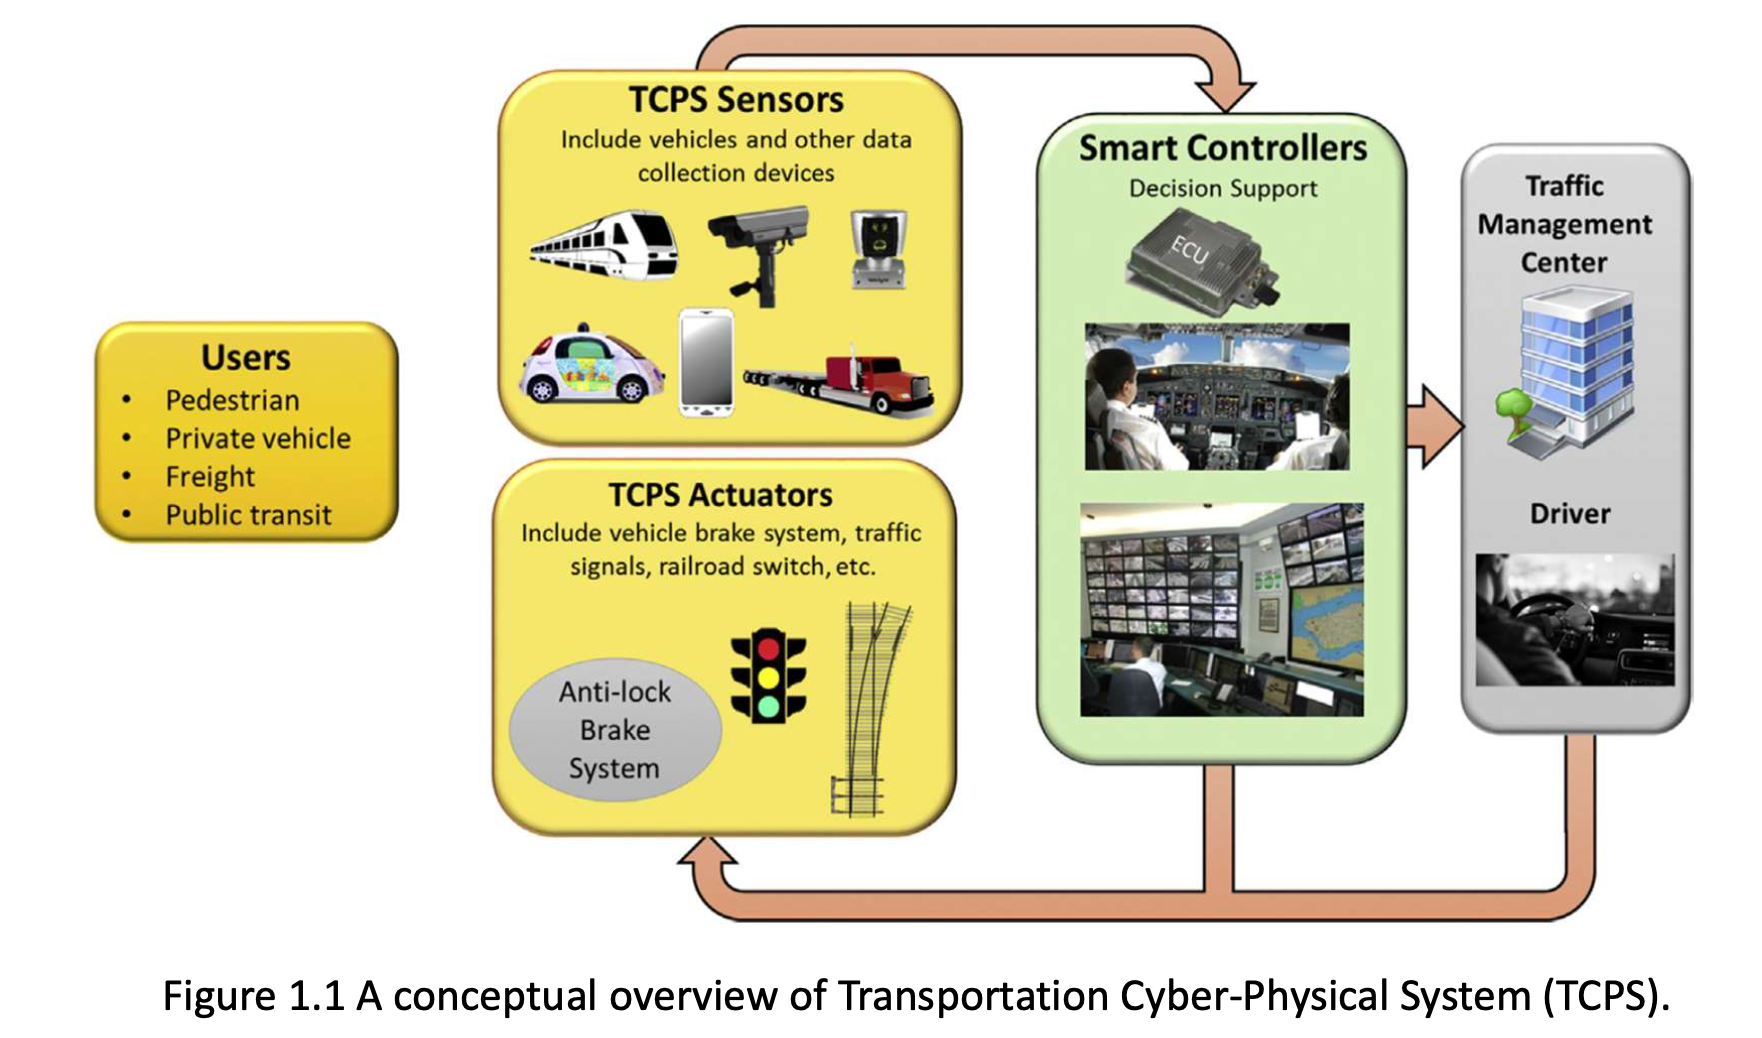 Users
• Pedestrian
• Private vehicle
• Freight
• Public transit
TCPS Sensors
Include vehicles and other data
collection devices
TCPS Actuators
Include vehicle brake system, traffic
signals, railroad switch, etc.
Anti-lock
Brake
System
Smart Controllers
Decision Support
ECU
Traffic
Management
Center
Driver
Figure 1.1 A conceptual overview of Transportation Cyber-Physical System (TCPS).